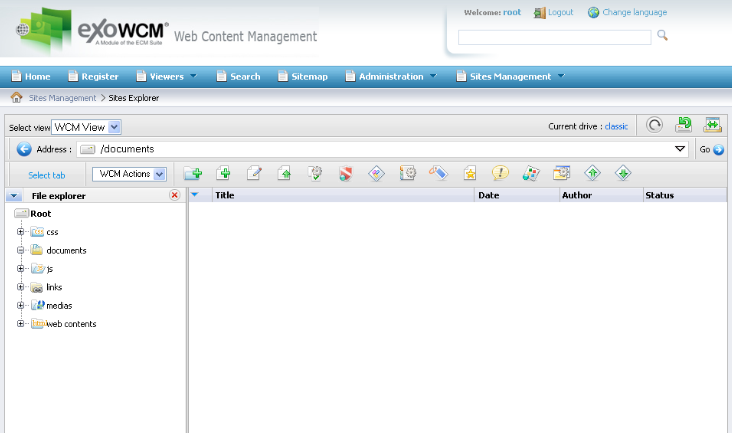 Welcome: root Logout Change language
eXoWCM™
A Module of the ECM Suite
Web Content Management
Home Register Viewers Search Sitemap Administration Sites Management
Sites Management > Sites Explorer
Select view WCM View Current drive : classic
Address : /documents Go
Select tab WCM Actions
File explorer Title Date Author Status
Root
css
documents
js
links
medias
web contents